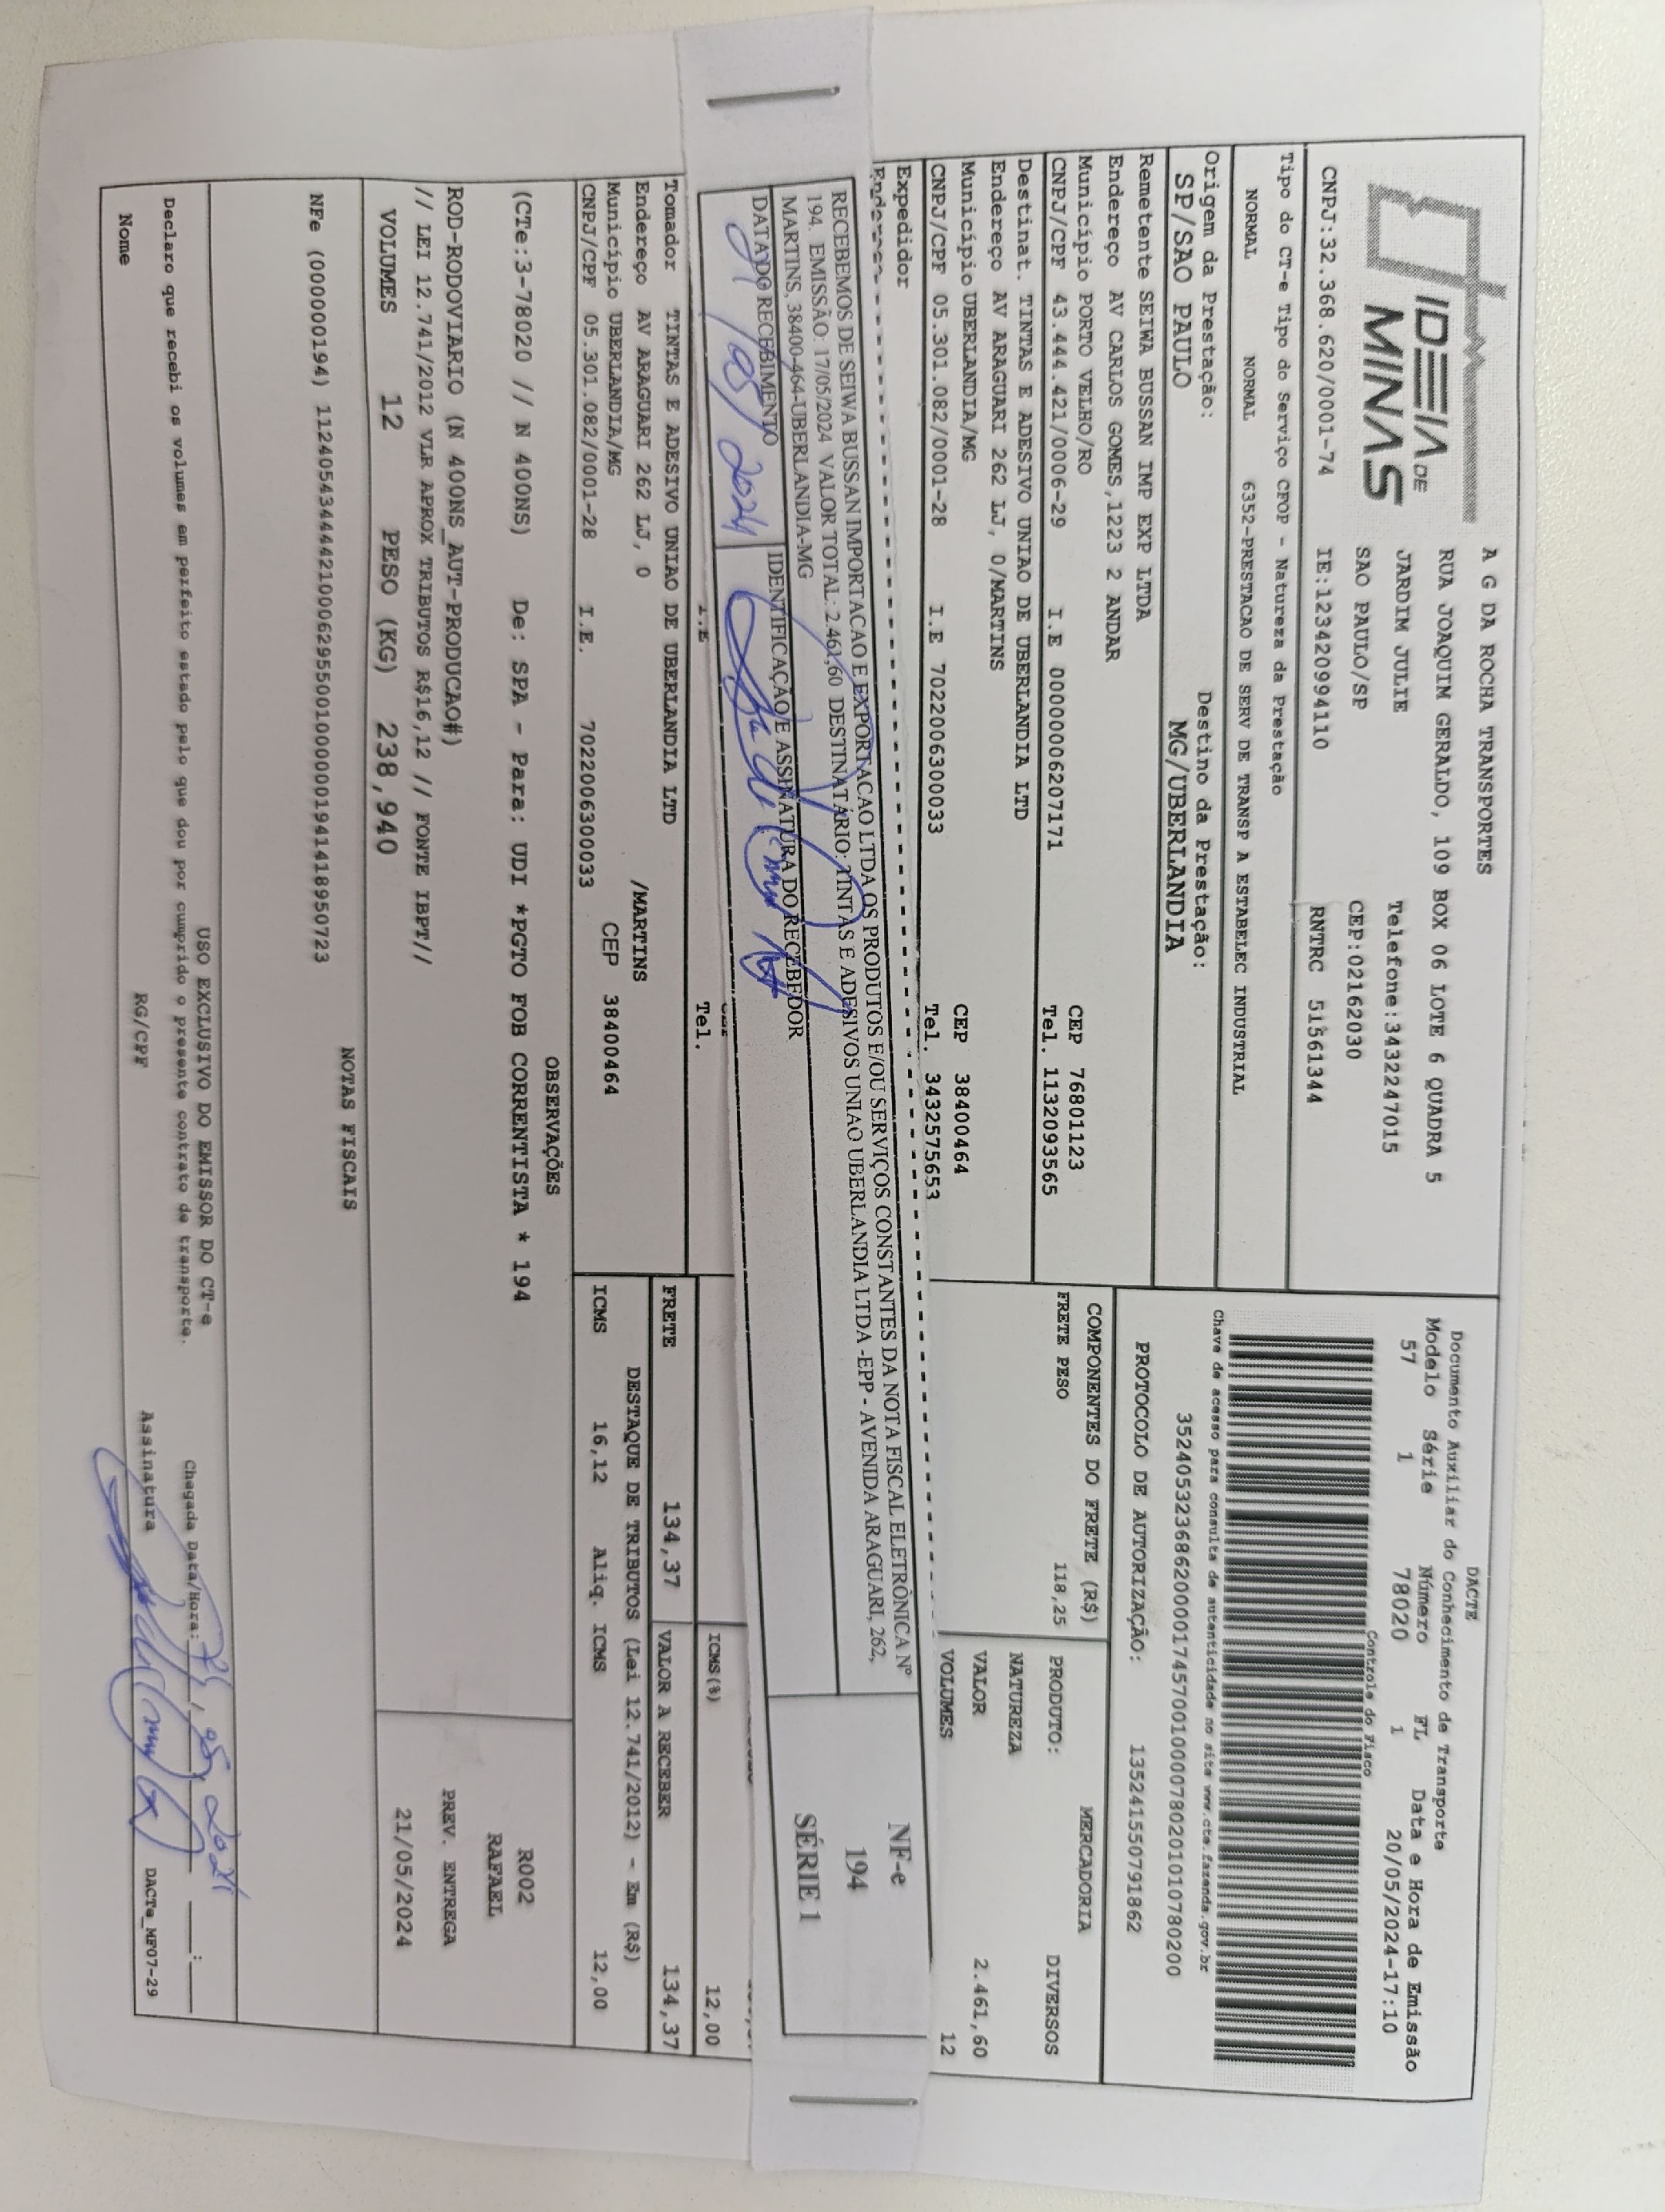 IDEIA DE
MINAS
A G DA ROCHA TRANSPORTES
RUA JOAQUIM GERALDO, 109 BOX 06 LOTE 6 QUADRA 5
JARDIM JULIE Telefone:3432247015
SAO PAULO/SP CEP:02162030
CNPJ:32.368.620/0001-74 IE:123420994110 RNTRC 51561344
Tipo do CT-e Tipo do Serviço CFOP - Natureza da Prestação
NORMAL NORMAL 6352-PRESTACAO DE SERV DE TRANSP A ESTABELEC INDUSTRIAL
Origem da Prestação: Destino da Prestação:
SP/SAO PAULO MG/UBERLANDIA
DACTE
Documento Auxiliar do Conhecimento de Transporte
Modelo Série Número FL Data e Hora de Emissão
57 1 78020 1 20/05/2024-17:10
Controle do Fisco
Chave de acesso para consulta de autenticidade no site www.cte.fazenda.gov.br
35240532368620000174570010000780201010780200
PROTOCOLO DE AUTORIZAÇÃO: 135241550791862
Remetente SEIWA BUSSAN IMP EXP LTDA
Endereço AV CARLOS GOMES,1223 2 ANDAR
Município PORTO VELHO/RO CEP 76801123
CNPJ/CPF 43.444.421/0006-29 I.E 00000006207171 Tel. 1132093565
Destinat. TINTAS E ADESIVO UNIAO DE UBERLANDIA LTD
Endereço AV ARAGUARI 262 LJ, 0/MARTINS
Município UBERLANDIA/MG CEP 38400464
CNPJ/CPF 05.301.082/0001-28 I.E 7022006300033 Tel. 3432575653
Expedidor
COMPONENTES DO FRETE (R$)
FRETE PESO 118,25
MERCADORIA
PRODUTO: DIVERSOS
NATUREZA
VALOR 2.461,60
VOLUMES 12
RECEBEMOS DE SEIWA BUSSAN IMPORTACAO E EXPORTACAO LTDA OS PRODUTOS E/OU SERVIÇOS CONSTANTES DA NOTA FISCAL ELETRÔNICA Nº
194. EMISSÃO: 17/05/2024 VALOR TOTAL: 2.461,60 DESTINATÁRIO: TINTAS E ADESIVOS UNIAO UBERLANDIA LTDA -EPP - AVENIDA ARAGUARI, 262,
MARTINS, 38400-464-UBERLANDIA-MG
DATA DO RECEBIMENTO IDENTIFICAÇÃO E ASSINATURA DO RECEBEDOR
/05/2024
NF-e
194
SÉRIE 1
I.E Tel.
ICMS(%) 12,00
Tomador TINTAS E ADESIVO UNIAO DE UBERLANDIA LTD
Endereço AV ARAGUARI 262 LJ, 0 /MARTINS
Município UBERLANDIA/MG CEP 38400464
CNPJ/CPF 05.301.082/0001-28 I.E. 7022006300033
FRETE 134,37 VALOR A RECEBER 134,37
DESTAQUE DE TRIBUTOS (Lei 12.741/2012) - Em (R$)
ICMS 16,12 Aliq. ICMS 12,00
OBSERVAÇÕES
(CTe:3-78020 // N 400NS) De: SPA - Para: UDI *PGTO FOB CORRENTISTA * 194
ROD-RODOVIARIO (N 400NS_AUT-PRODUCAO#)
// LEI 12.741/2012 VLR APROX TRIBUTOS R$16,12 // FONTE IBPT//
VOLUMES 12 PESO (KG) 238,940
R002
RAFAEL
PREV. ENTREGA
21/05/2024
NOTAS FISCAIS
NFe (000000194) 11240543444421000629550010000001941418950723
USO EXCLUSIVO DO EMISSOR DO CT-e
Declaro que recebi os volumes em perfeito estado pelo que dou por cumprido o presente contrato de transporte.
Chegada Data/Hora:
Nome RG/CPF Assinatura
DACTe_MF07-29